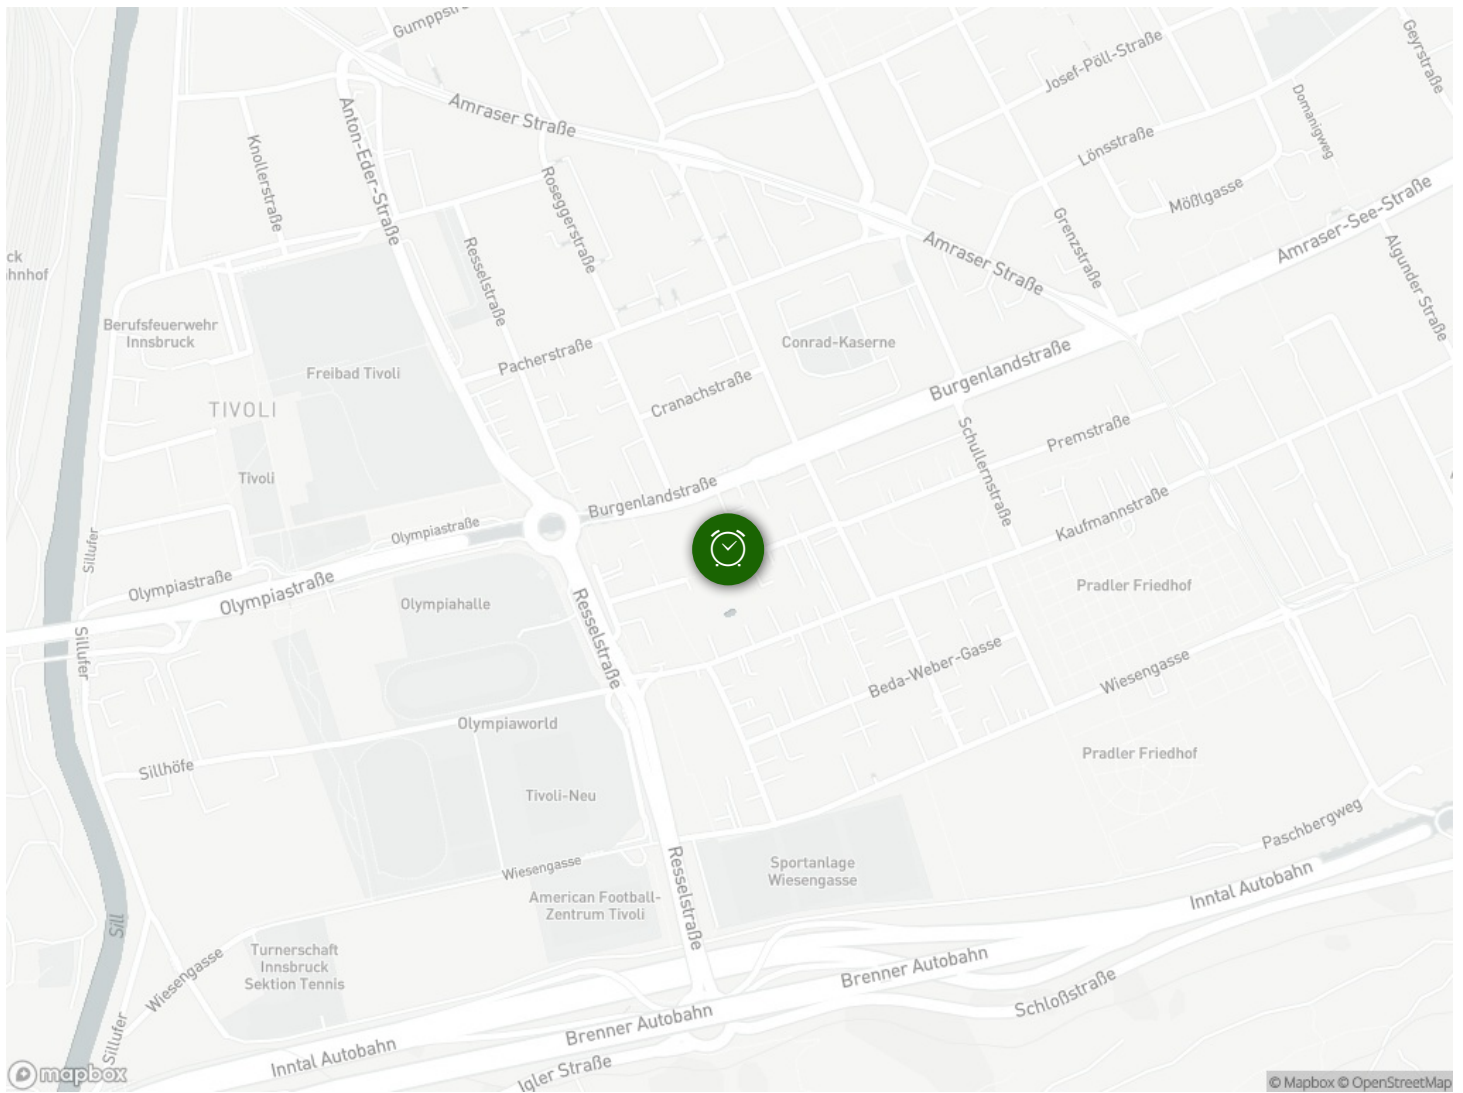 Gumppstr
Josef-Pöll-Straße
Geyrstraße
Amraser Straße
Anton-Eder-Straße
Knollerstraße
Domanigweg
Lönsstraße
Roseggerstraße
Mößlgasse
Amraser-See-Straße
Grenzstraße
Resselstraße
Amraser Straße
Algunder Straße
ck
hnhof
Berufsfeuerwehr
Innsbruck
Pacherstraße
Conrad-Kaserne
Freibad Tivoli
Cranachstraße
Burgenlandstraße
TIVOLI
Premstraße
Schullernstraße
Tivoli
Burgenlandstraße
Kaufmannstraße
Olympiastraße
Sillufer
Olympiastraße
Olympiastraße
Olympiahalle
Pradler Friedhof
Resselstraße
Sillufer
Beda-Weber-Gasse
Wiesengasse
Olympiaworld
Pradler Friedhof
Sillhöfe
Tivoli-Neu
Paschbergweg
Wiesengasse
Sportanlage
Wiesengasse
Inntal Autobahn
American Football-
Zentrum Tivoli
Resselstraße
Sill
Turnerschaft
Innsbruck
Sektion Tennis
Wiesengasse
Brenner Autobahn
Schloßstraße
Brenner Autobahn
Sillufer
Inntal Autobahn
Igler Straße
mapbox
© Mapbox © OpenStreetMap